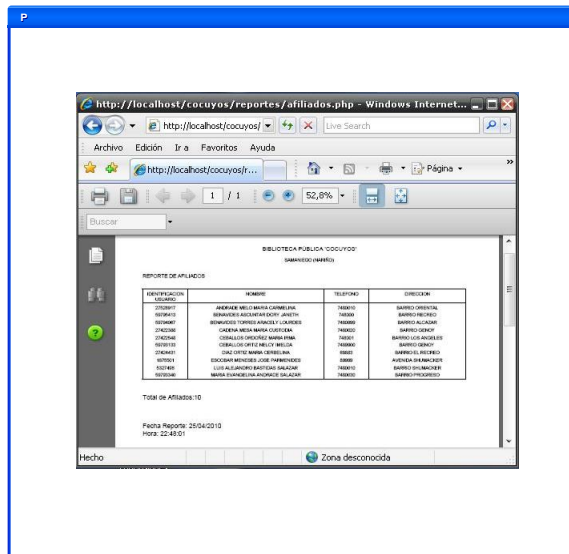 P
http://localhost/cocuyos/reportes/afiliados.php - Windows Internet...
http://localhost/cocuyos/
Live Search
Archivo Edición Ir a Favoritos Ayuda
http://localhost/cocuyos/r...
Página
1 / 1 52,8%
Buscar
BIBLIOTECA PÚBLICA 'COCUYOS'
SAMANIEGO (NARIÑO)
REPORTE DE AFILIADOS
IDENTIFICACION USUARIO NOMBRE TELEFONO DIRECCION
ANDRADE MELO MARIA CARMELINA 7489010 BARRIO ORIENTAL
BENAVIDES ASCUNTAR DORY JANETH BARRIO RECREO
BENAVIDES TORRES ARACELY LOURDES BARRIO ALCAZAR
CADENA MESA MARIA CUSTODIA BARRIO GENOY
CEBALLOS ORDOÑEZ MARIA IRMA BARRIO LOS ANGELES
CEBALLOS ORTIZ NELCY IMELDA BARRIO GENOY
DIAZ ORTIZ MARIA CERBELINA BARRIO EL RECREO
ESCOBAR MENESES JOSE PARMENIDES AVENIDA SHUMACKER
LUIS ALEJANDRO BASTIDAS SALAZAR BARRIO SHUMACKER
MARIA EVANGELINA ANDRADE SALAZAR BARRIO PROGRESO
Total de Afiliados:10
Fecha Reporte: 25/04/2010
Hora: 22:48:01
Hecho Zona desconocida